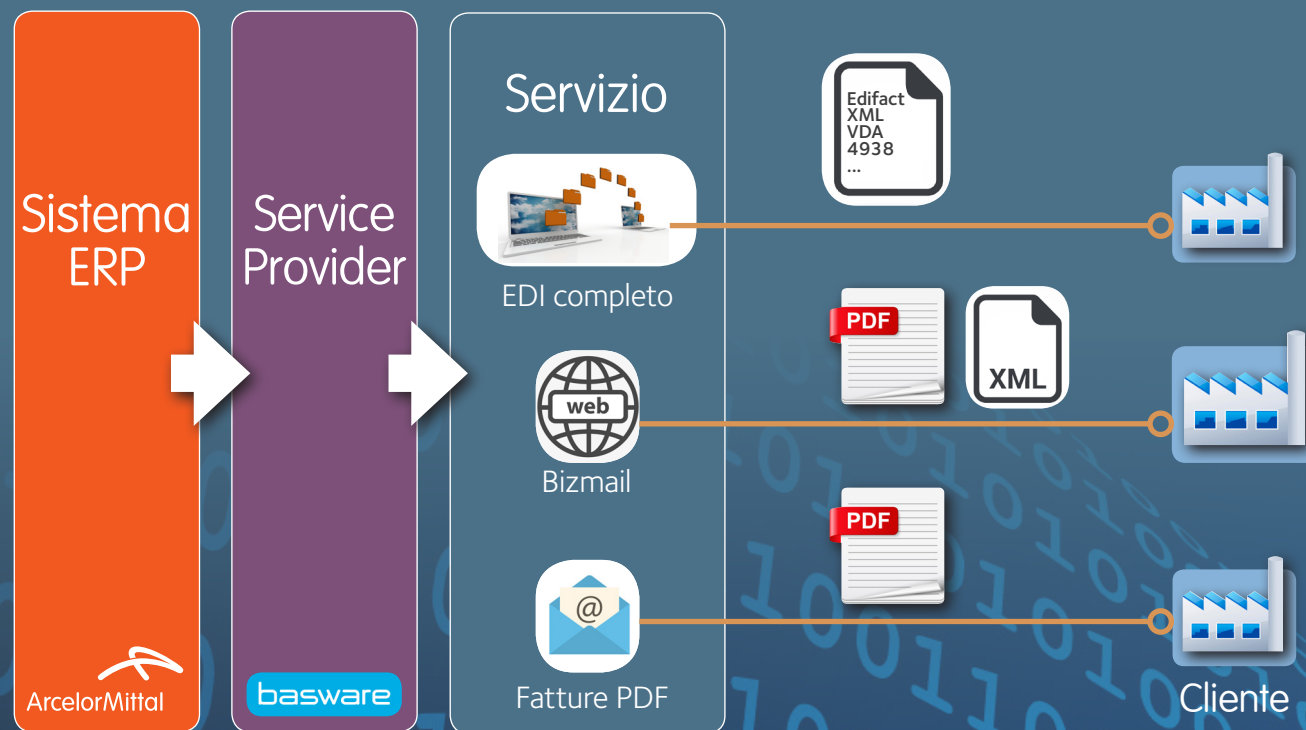 Sistema
ERP
ArcelorMittal
Service
Provider
basware
Servizio
EDI completo
web
Bizmail
@
Fatture PDF
Edifact
XML
VDA
4938
...
PDF
XML
PDF
Cliente